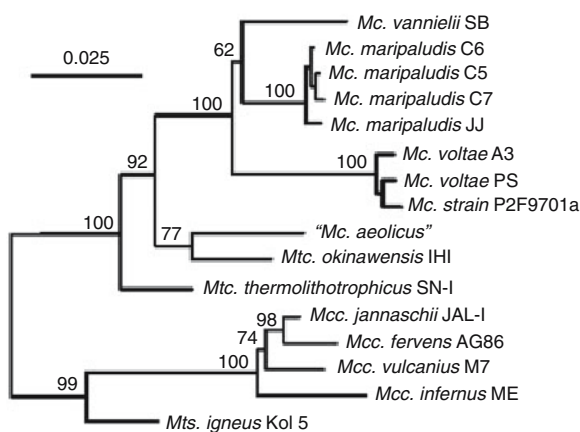 Mc. vannielii SB
62
Mc. maripaludis C6
0.025
Mc. maripaludis C5
100
Mc. maripaludis C7
100
Mc. maripaludis JJ
92
100
Mc. voltae A3
Mc. voltae PS
Mc. strain P2F9701a
100
77
"Mc. aeolicus"
Mtc. okinawensis IHI
Mtc. thermolithotrophicus SN-I
98
Mcc. jannaschii JAL-I
74
Mcc. fervens AG86
100
Mcc. vulcanius M7
99
Mcc. infernus ME
Mts. igneus Kol 5